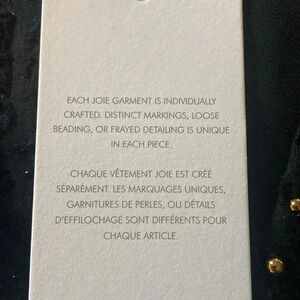 EACH JOIE GARMENT IS INDIVIDUALLY
CRAFTED. DISTINCT MARKINGS, LOOSE
BEADING, OR FRAYED DETAILING IS UNIQUE
IN EACH PIECE.
CHAQUE VÊTEMENT JOIE EST CRÉÉ
SÉPARÉMENT. LES MARQUAGES UNIQUES,
GARNITURES DE PERLES, OU DÉTAILS
D'EFFILOCHAGE SONT DIFFÉRENTS POUR
CHAQUE ARTICLE.